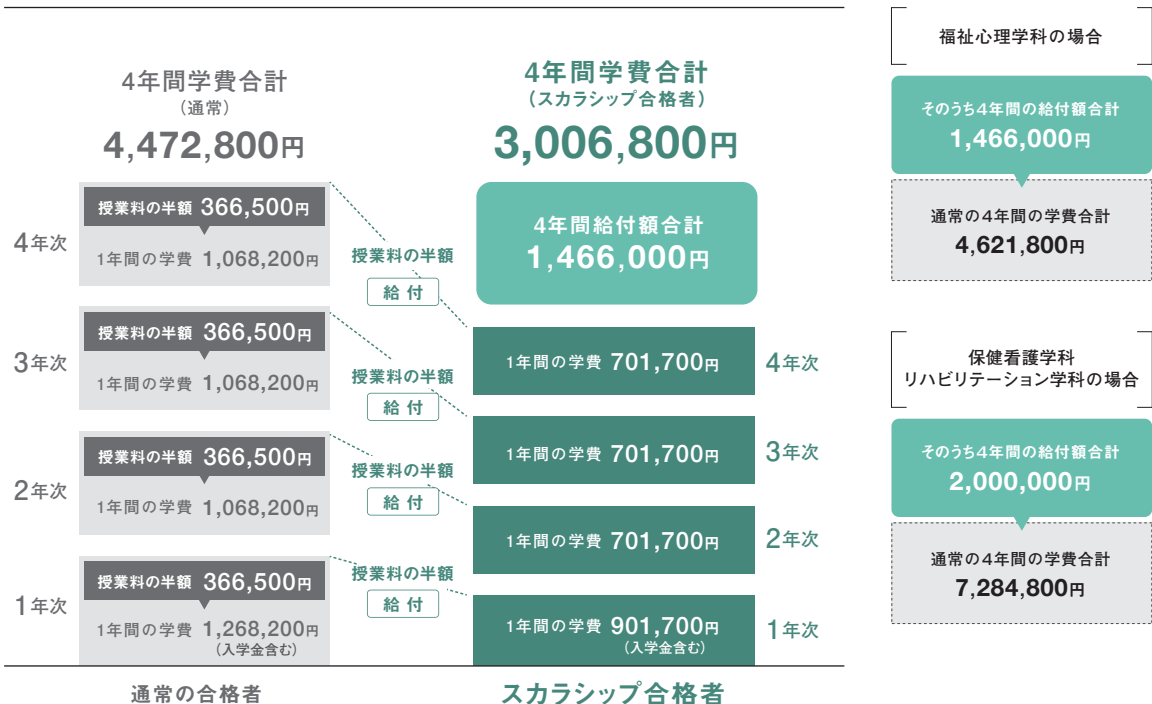 4年間学費合計
（通常）
4,472,800円
4年次
授業料の半額 366,500円
1年間の学費 1,068,200円
3年次
授業料の半額 366,500円
1年間の学費 1,068,200円
2年次
授業料の半額 366,500円
1年間の学費 1,068,200円
1年次
授業料の半額 366,500円
1年間の学費 1,268,200円
（入学金含む）
通常の合格者
授業料の半額
給付
授業料の半額
給付
授業料の半額
給付
授業料の半額
給付
4年間学費合計
（スカラシップ合格者）
3,006,800円
4年間給付額合計
1,466,000円
1年間の学費 701,700円
4年次
1年間の学費 701,700円
3年次
1年間の学費 701,700円
2年次
1年間の学費 901,700円
（入学金含む）
1年次
スカラシップ合格者
福祉心理学科の場合
そのうち4年間の給付額合計
1,466,000円
通常の4年間の学費合計
4,621,800円
保健看護学科
リハビリテーション学科の場合
そのうち4年間の給付額合計
2,000,000円
通常の4年間の学費合計
7,284,800円